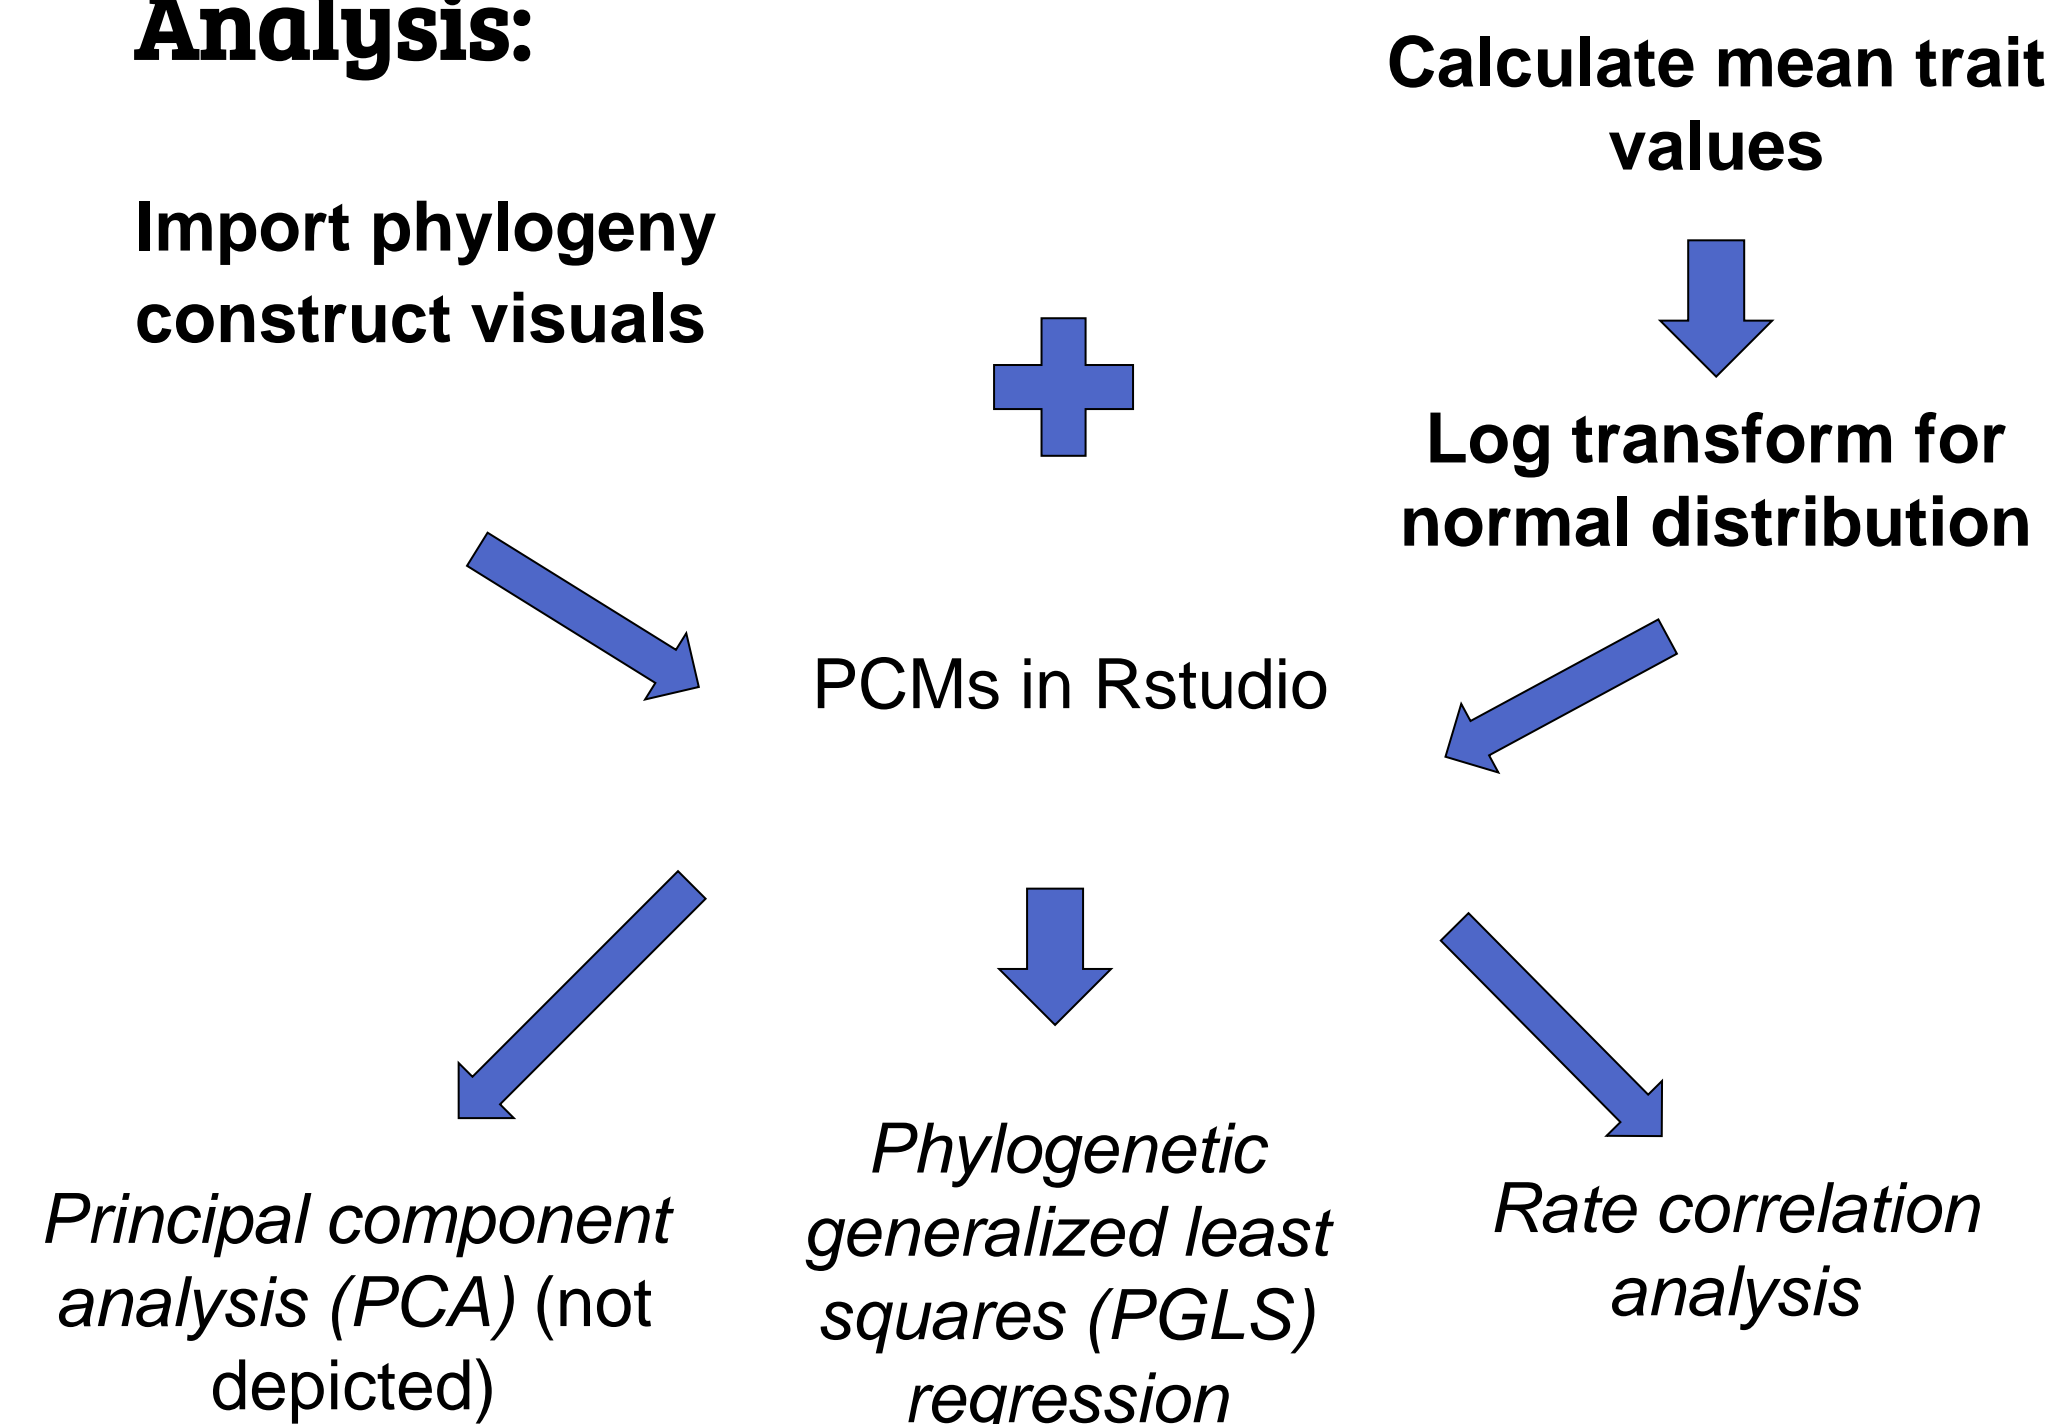 Analysis:
Import phylogeny
construct visuals
Calculate mean trait
values
Log transform for
normal distribution
PCMs in Rstudio
Principal component
analysis (PCA) (not
depicted)
Phylogenetic
generalized least
squares (PGLS)
regression
Rate correlation
analysis